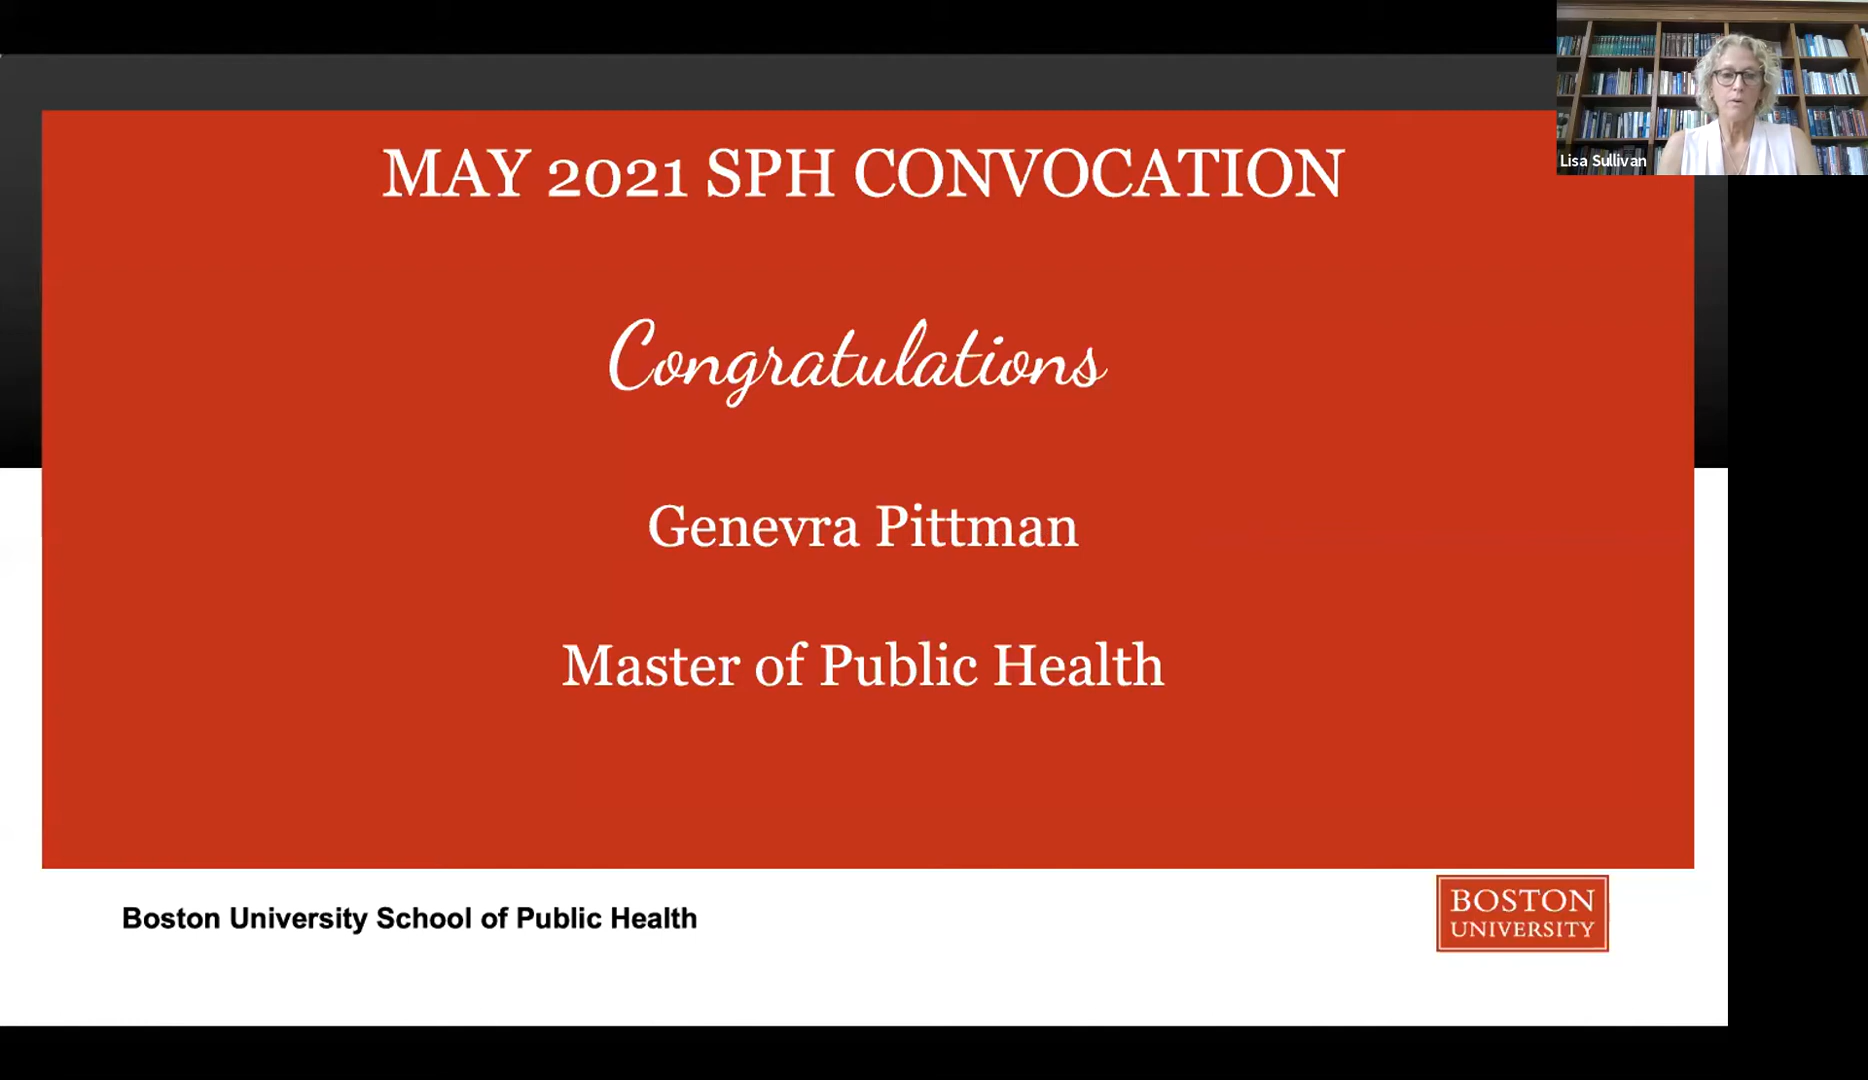 Lisa Sullivan
MAY 2021 SPH CONVOCATION
Congratulations
Genevra Pittman
Master of Public Health
Boston University School of Public Health
BOSTON
UNIVERSITY